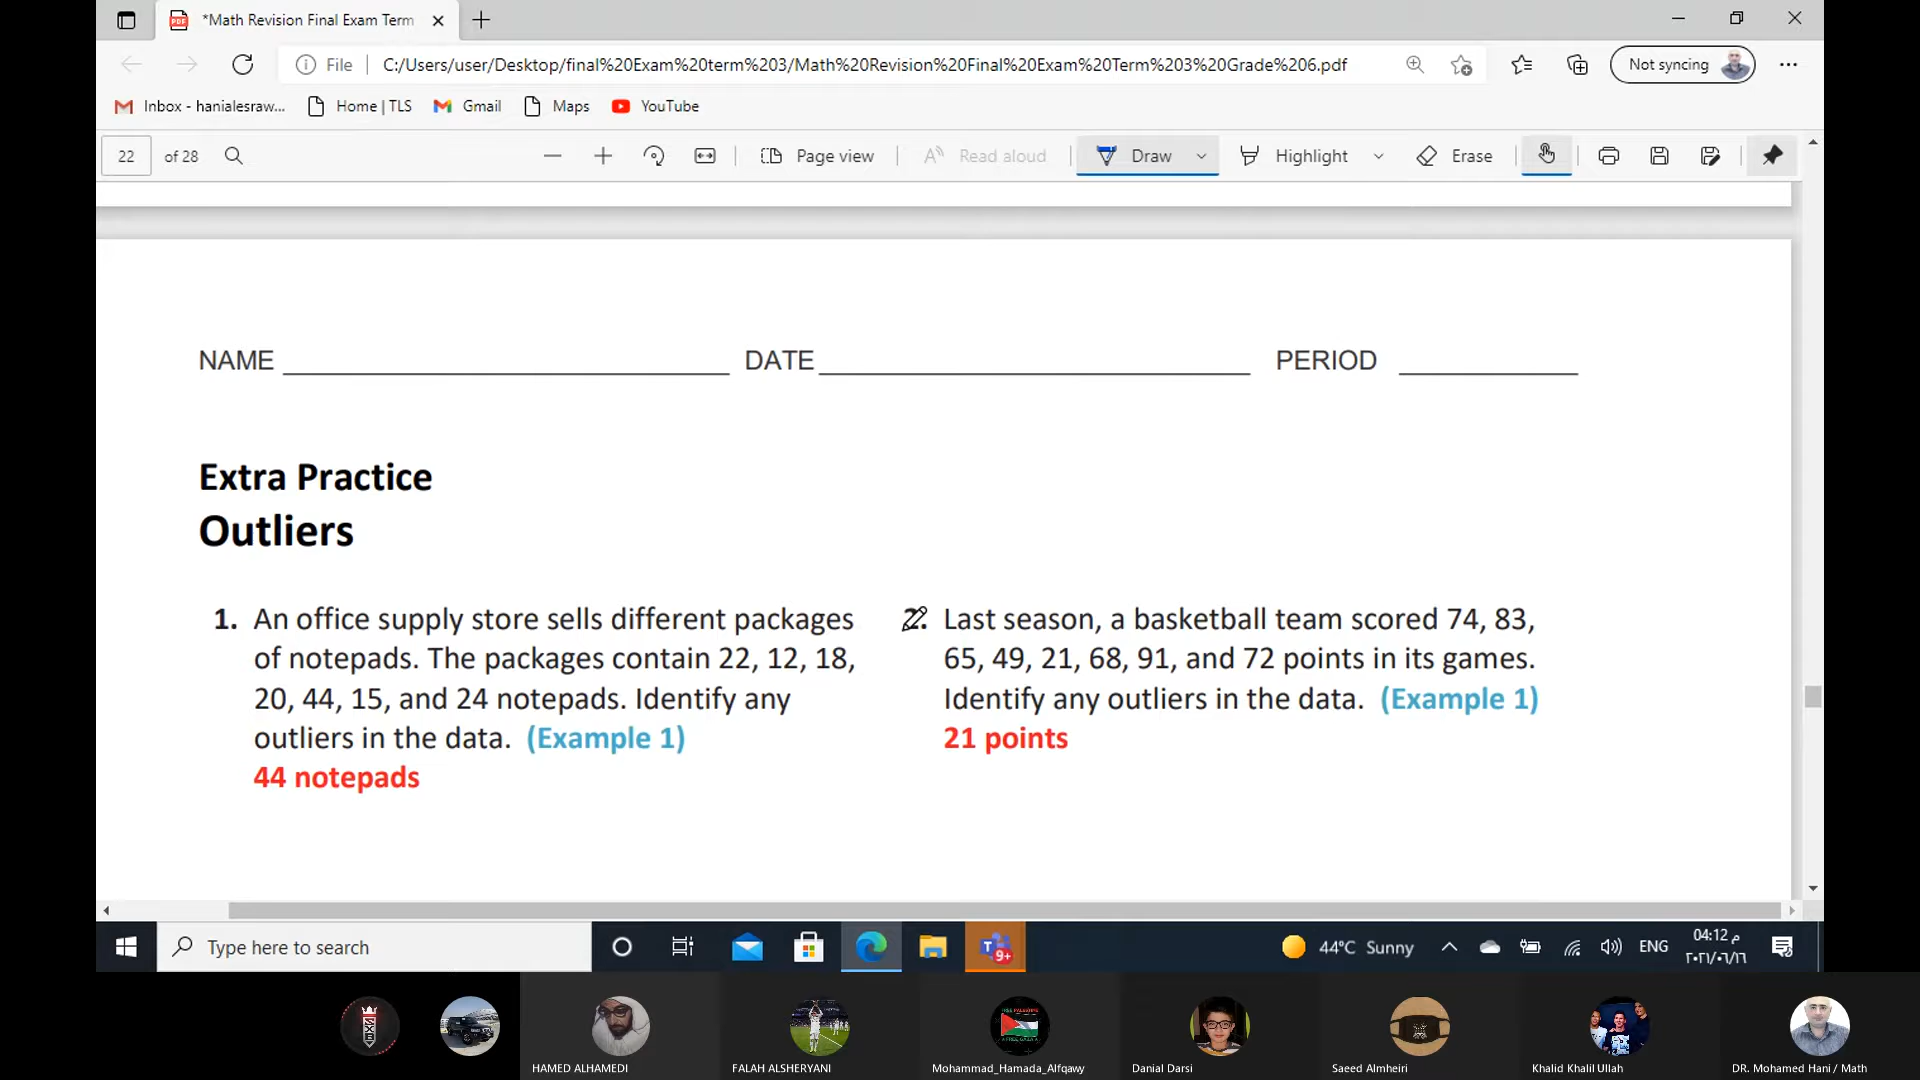 *Math Revision Final Exam Term
File C:/Users/user/Desktop/final%20Exam%20term%203/Math%20Revision%20Final%20Exam%20Term%203%20Grade%206.pdf Not syncing
Inbox - hanialesraw... Home | TLS Gmail Maps YouTube
22 of 28 Page view Read aloud Draw Highlight Erase
NAME DATE PERIOD
Extra Practice
Outliers
1. An office supply store sells different packages
of notepads. The packages contain 22, 12, 18,
20, 44, 15, and 24 notepads. Identify any
outliers in the data. (Example 1)
44 notepads
2. Last season, a basketball team scored 74, 83,
65, 49, 21, 68, 91, and 72 points in its games.
Identify any outliers in the data. (Example 1)
21 points
Type here to search 9+ 44°C Sunny ENG 04:12 م
٢٠٢١/٠٦/١٦
HAMED ALHAMEDI FALAH ALSHERYANI Mohammad_Hamada_Alfqawy Danial Darsi Saeed Almheiri Khalid Khalil Ullah DR. Mohamed Hani / Math